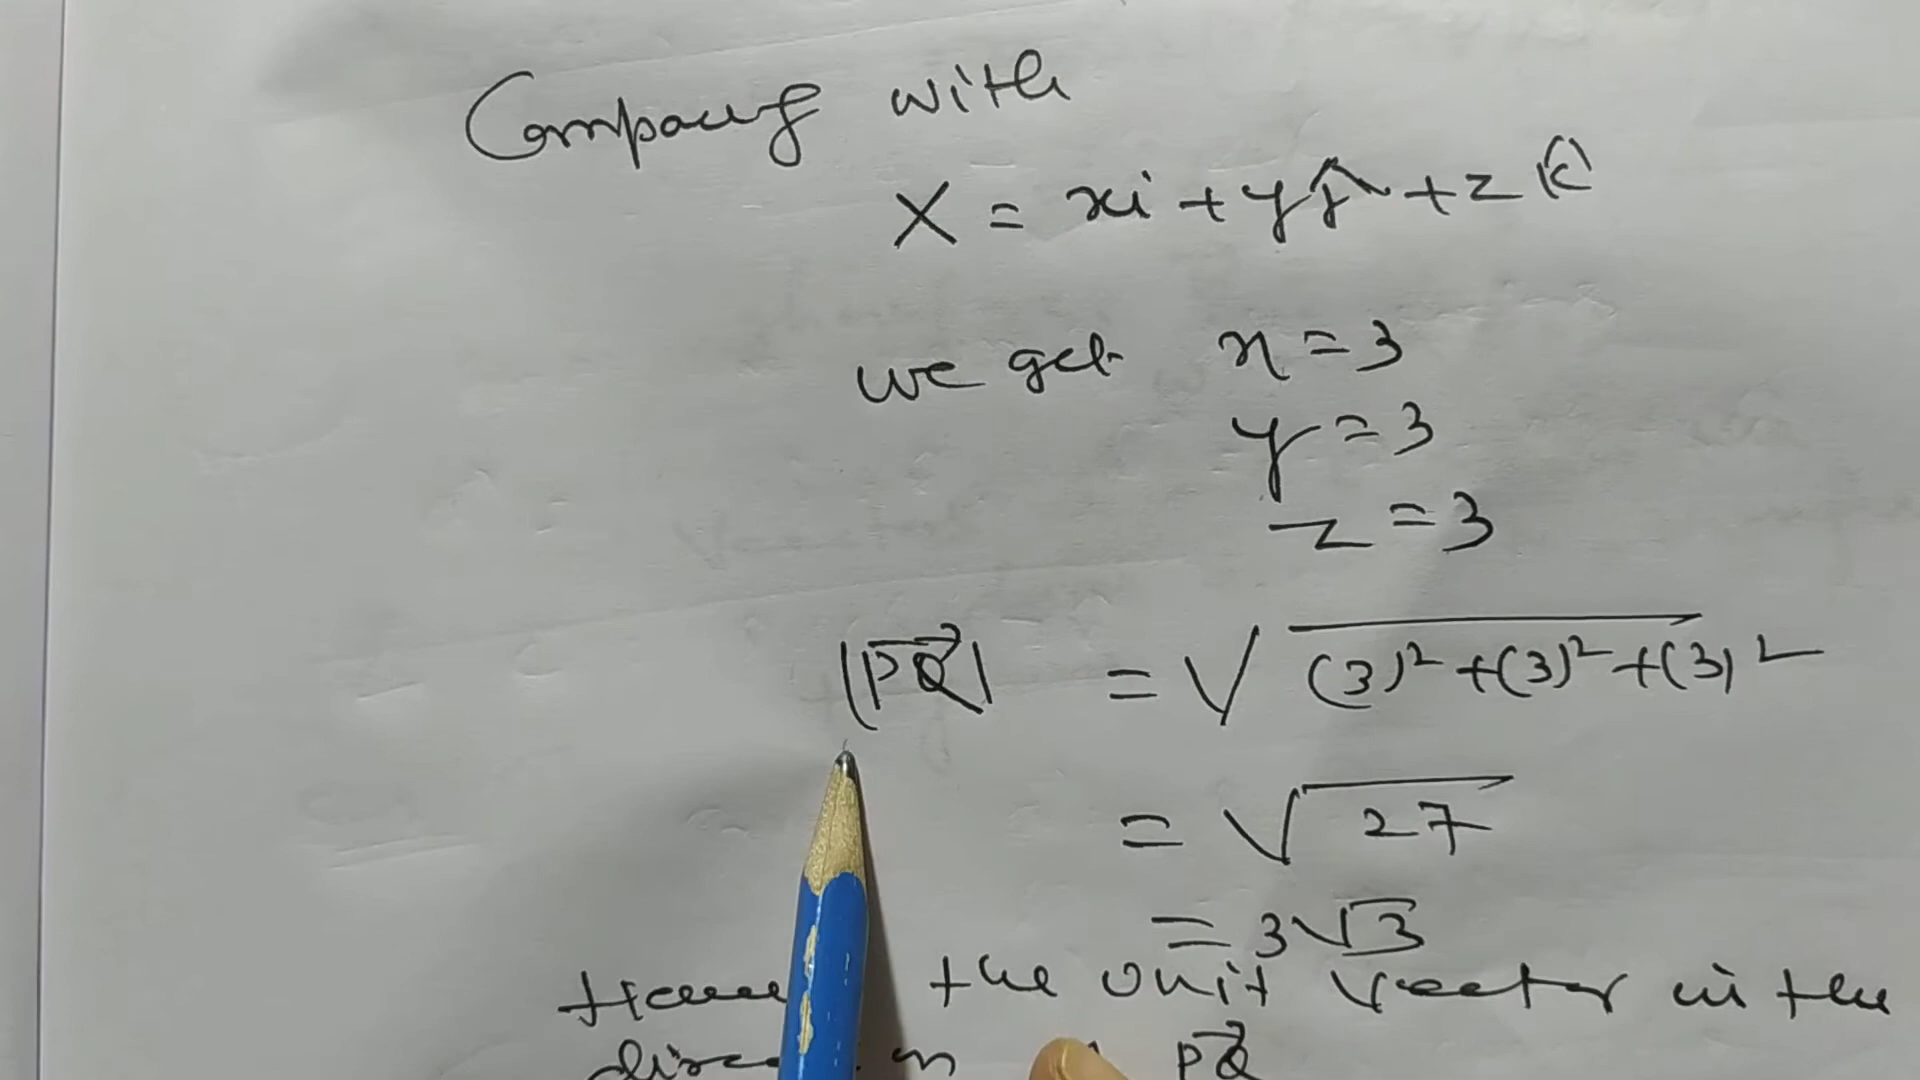 Comparing with
X = xi + yĵ + z k̂
we get x = 3
y = 3
z = 3
|PQ⃗| = √(3)² + (3)² + (3)²
= √27
= 3√3
Hence the unit vector in the
PQ⃗